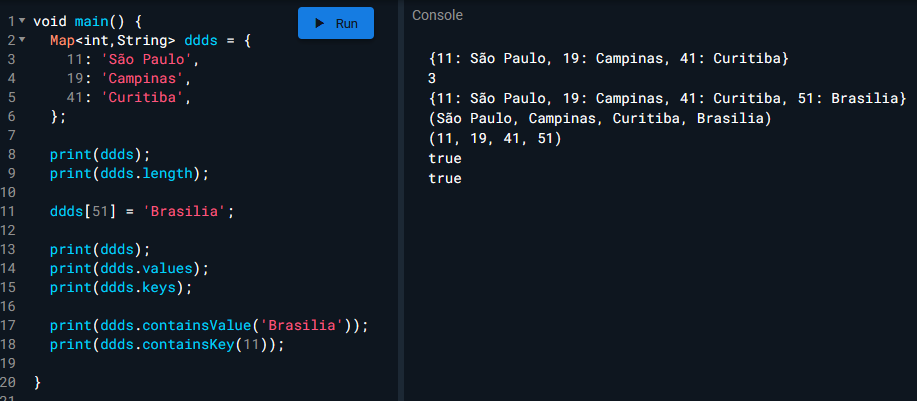 1 void main() {
Run
2 Map<int,String> ddds = {
3 11: 'São Paulo',
4 19: 'Campinas',
5 41: 'Curitiba',
6 };
7
8 print(ddds);
9 print(ddds.length);
10
11 ddds[51] = 'Brasilia';
12
13 print(ddds);
14 print(ddds.values);
15 print(ddds.keys);
16
17 print(ddds.containsValue('Brasilia'));
18 print(ddds.containsKey(11));
19
20 }
21
Console
{11: São Paulo, 19: Campinas, 41: Curitiba}
3
{11: São Paulo, 19: Campinas, 41: Curitiba, 51: Brasilia}
(São Paulo, Campinas, Curitiba, Brasilia)
(11, 19, 41, 51)
true
true